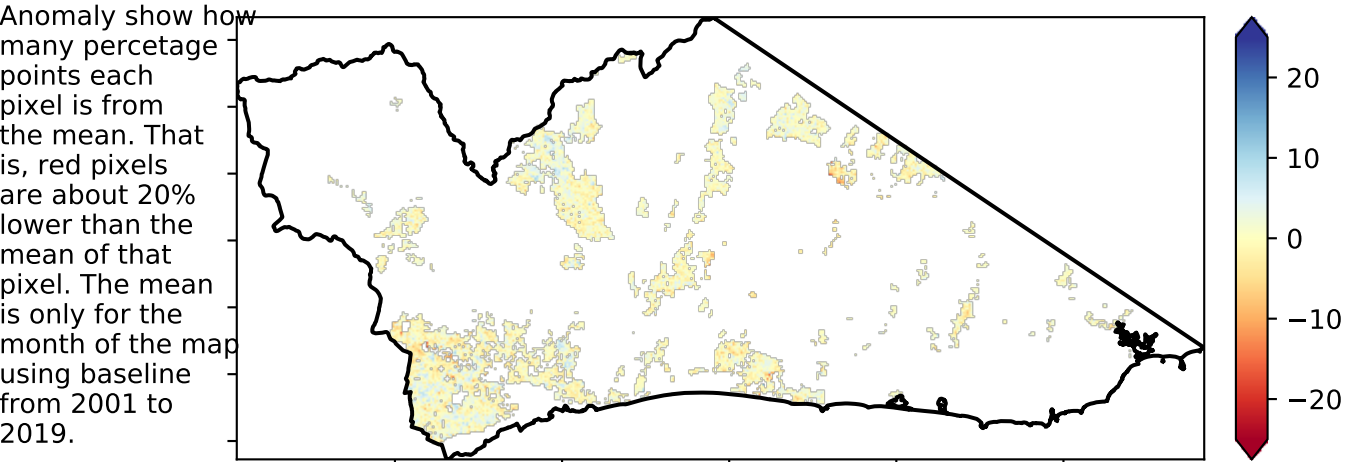 Anomaly show how
many percetage
points each
pixel is from
the mean. That
is, red pixels
are about 20%
lower than the
mean of that
pixel. The mean
is only for the
month of the map
using baseline
from 2001 to
2019.
20
10
0
−10
−20